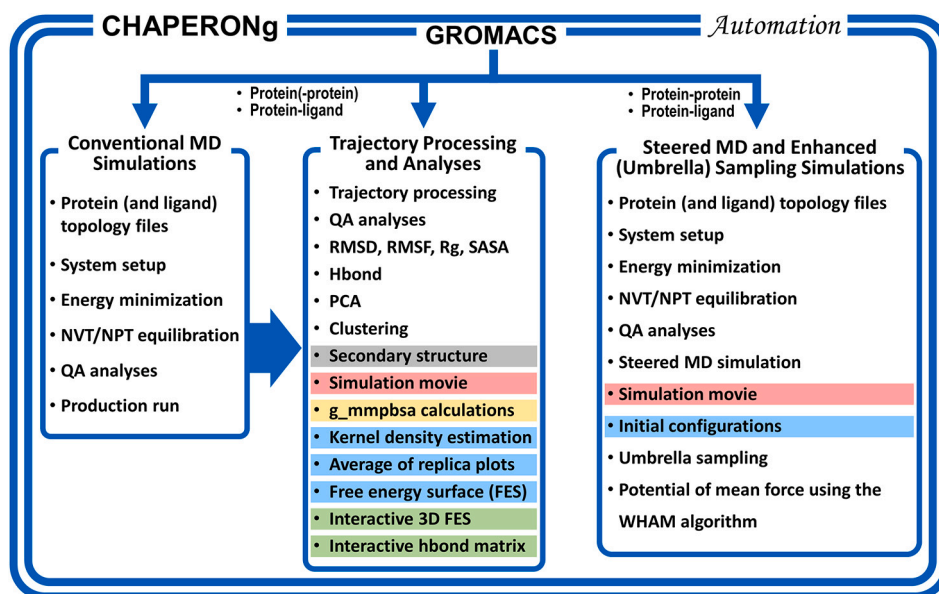 CHAPERONg
GROMACS
Automation
• Protein(-protein)
• Protein-ligand
• Protein-protein
• Protein-ligand
Conventional MD
Simulations
• Protein (and ligand)
topology files
• System setup
• Energy minimization
• NVT/NPT equilibration
• QA analyses
• Production run
Trajectory Processing
and Analyses
• Trajectory processing
• QA analyses
• RMSD, RMSF, Rg, SASA
• Hbond
• PCA
• Clustering
• Secondary structure
• Simulation movie
• g_mmpbsa calculations
• Kernel density estimation
• Average of replica plots
• Free energy surface (FES)
• Interactive 3D FES
• Interactive hbond matrix
Steered MD and Enhanced
(Umbrella) Sampling Simulations
• Protein (and ligand) topology files
• System setup
• Energy minimization
• NVT/NPT equilibration
• QA analyses
• Steered MD simulation
• Simulation movie
• Initial configurations
• Umbrella sampling
• Potential of mean force using the
WHAM algorithm